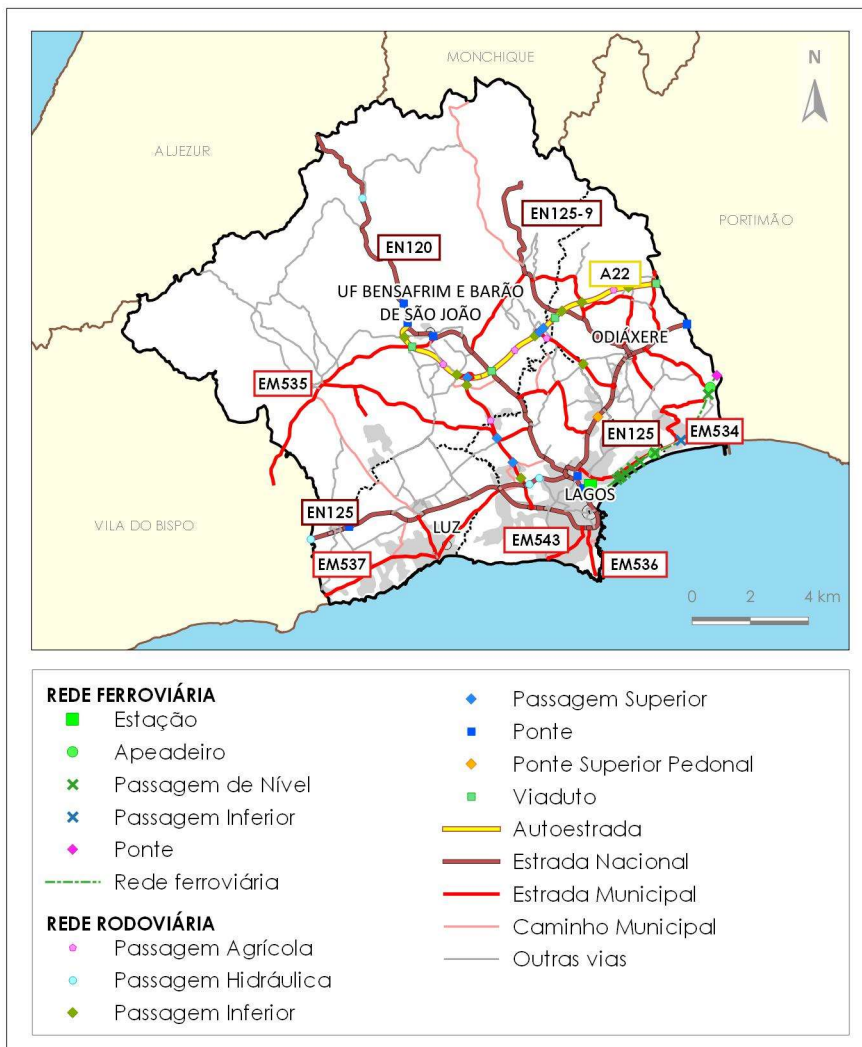 MONCHIQUE
N
ALJEZUR
EN125-9
PORTIMÃO
EN120
A22
UF BENSAFRIM E BARÃO
DE SÃO JOÃO
ODIÁXERE
EM535
EN125
EM534
LAGOS
EN125
VILA DO BISPO
LUZ
EM543
EM537
EM536
0 2 4 km
REDE FERROVIÁRIA
Estação
Apeadeiro
Passagem de Nível
Passagem Inferior
Ponte
Rede ferroviária
REDE RODOVIÁRIA
Passagem Agrícola
Passagem Hidráulica
Passagem Inferior
Passagem Superior
Ponte
Ponte Superior Pedonal
Viaduto
Autoestrada
Estrada Nacional
Estrada Municipal
Caminho Municipal
Outras vias